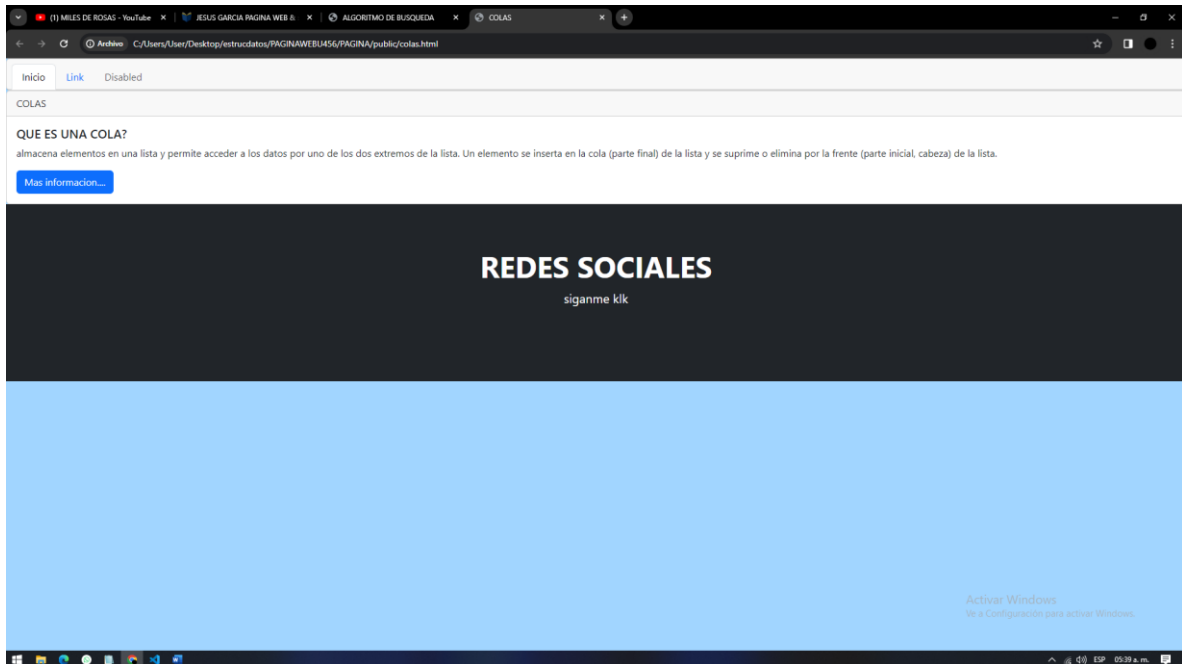 (1) MILES DE ROSAS - YouTube
JESUS GARCIA PAGINA WEB &
ALGORITMO DE BUSQUEDA
COLAS
Archivo C:/Users/User/Desktop/estrucdatos/PAGINAWEBU456/PAGINA/public/colas.html
Inicio Link Disabled
COLAS
QUE ES UNA COLA?
almacena elementos en una lista y permite acceder a los datos por uno de los dos extremos de la lista. Un elemento se inserta en la cola (parte final) de la lista y se suprime o elimina por la frente (parte inicial, cabeza) de la lista.
Mas informacion....
REDES SOCIALES
siganme klk
Activar Windows
Ve a Configuración para activar Windows.
ESP 05:39 a. m.